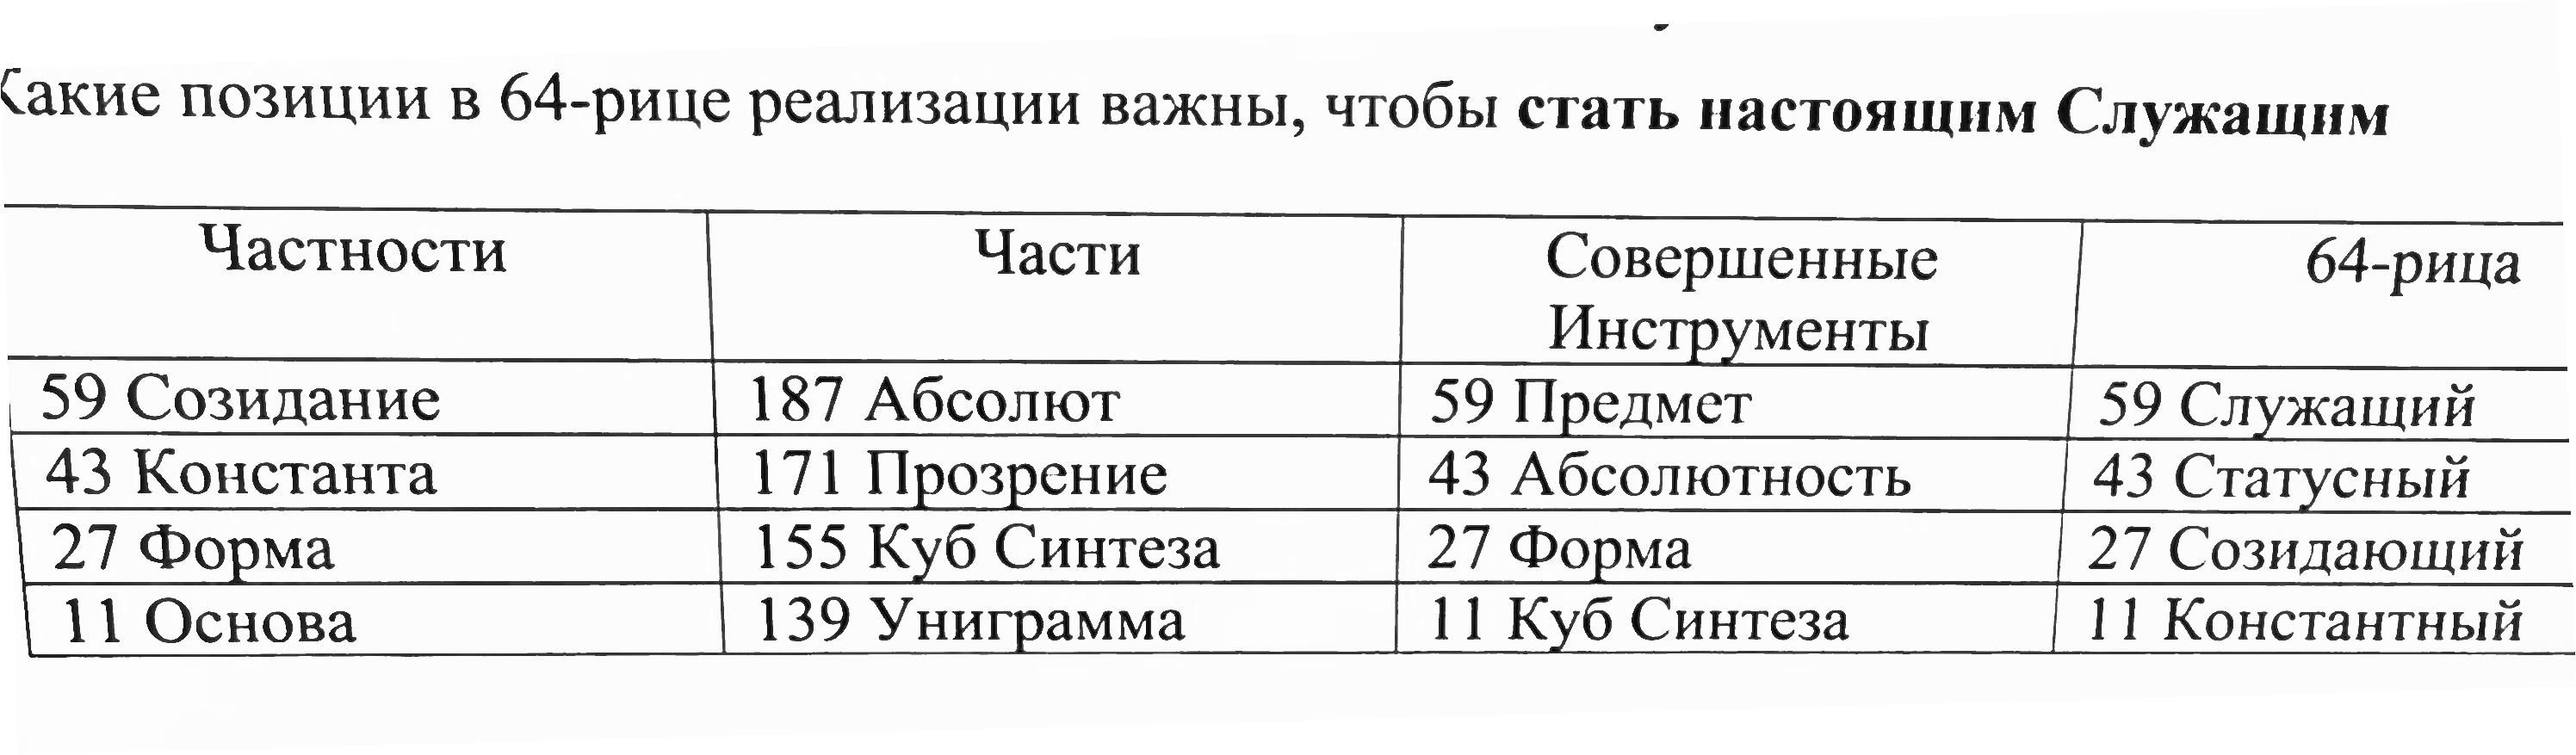 Какие позиции в 64-рице реализации важны, чтобы стать настоящим Служащим
Частности Части Совершенные Инструменты 64-рица
59 Созидание 187 Абсолют 59 Предмет 59 Служащий
43 Константа 171 Прозрение 43 Абсолютность 43 Статусный
27 Форма 155 Куб Синтеза 27 Форма 27 Созидающий
11 Основа 139 Униграмма 11 Куб Синтеза 11 Константный